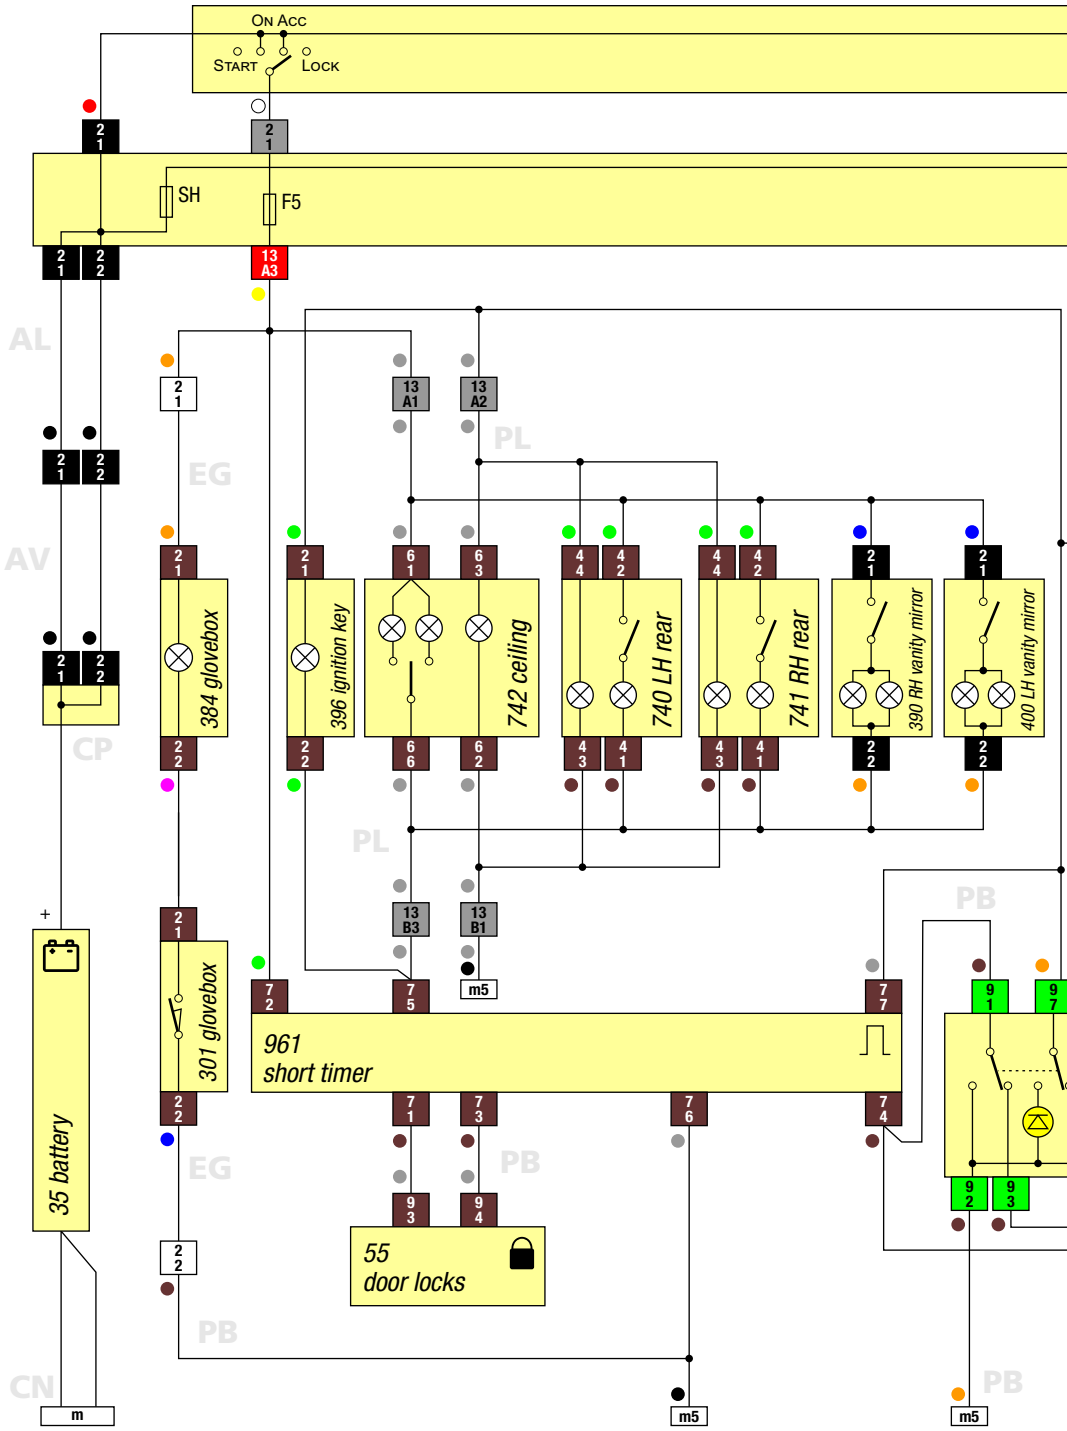 On Acc
Start Lock
2 2
1 1
SH F5
2 2 13
1 2 A3
AL
2 13 13
1 A1 A2
PL
2 2
1 2
EG
AV
2 2 6 6 4 4 4 4 2 2
1 1 1 3 4 2 4 2 1 1
384 glovebox
396 ignition key
742 ceiling
740 LH rear
741 RH rear
390 RH vanity mirror
400 LH vanity mirror
2 2
1 2
CP
2 2 6 6 4 4 4 4 2 2
2 2 6 2 3 1 3 1 2 2
PL
PB
+
2 13 13
1 B3 B1
301 glovebox
35 battery
7 7 m5 7 9 9
2 5 7 1 7
961
short timer
2 7 7 7 7
2 1 3 6 4
EG
PB
9 9 9 9
3 4 2 3
55
door locks
2
2
PB
CN
PB
m m5 m5